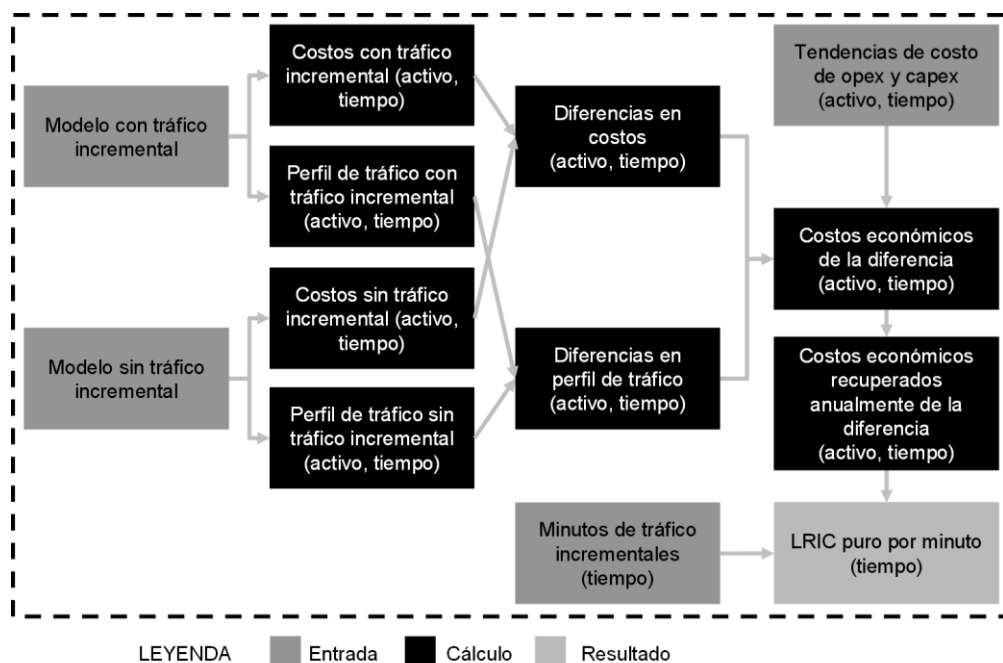 Modelo con tráfico
incremental
Modelo sin tráfico
incremental
Costos con tráfico
incremental (activo,
tiempo)
Perfil de tráfico con
tráfico incremental
(activo, tiempo)
Costos sin tráfico
incremental (activo,
tiempo)
Perfil de tráfico sin
tráfico incremental
(activo, tiempo)
Diferencias en
costos
(activo, tiempo)
Diferencias en
perfil de tráfico
(activo, tiempo)
Minutos de tráfico
incrementales
(tiempo)
Tendencias de costo
de opex y capex
(activo, tiempo)
Costos económicos
de la diferencia
(activo, tiempo)
Costos económicos
recuperados
anualmente de la
diferencia
(activo, tiempo)
LRIC puro por minuto
(tiempo)
LEYENDA
Entrada
Cálculo
Resultado